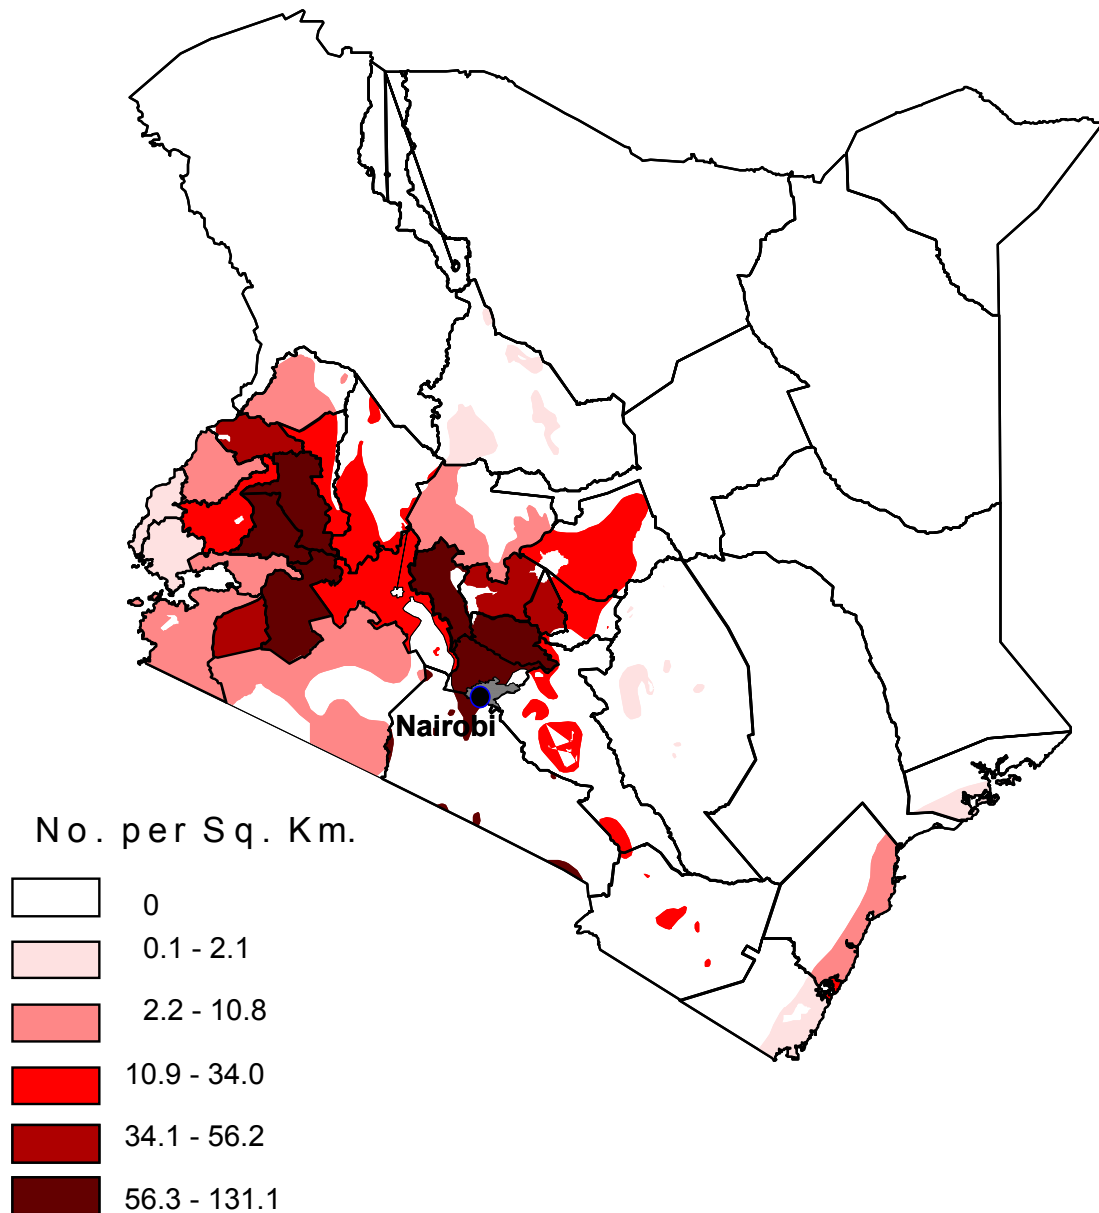 Nairobi
No. per Sq. Km.
0
0.1 - 2.1
2.2 - 10.8
10.9 - 34.0
34.1 - 56.2
56.3 - 131.1